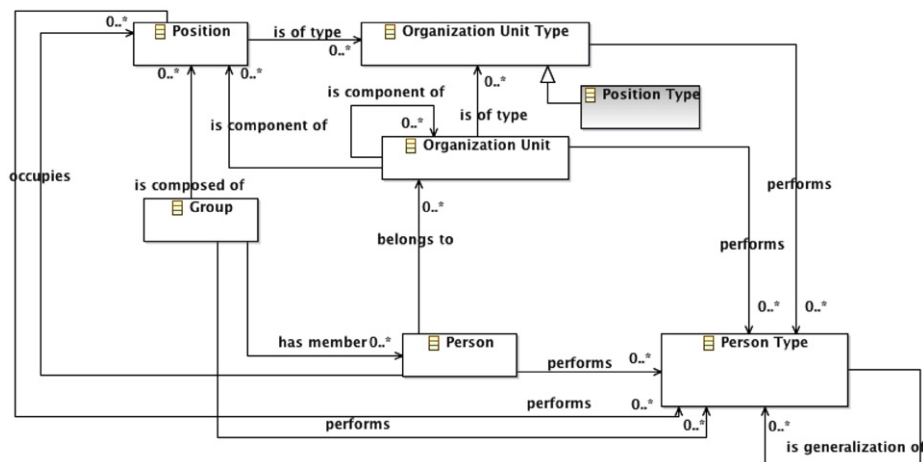 0..*
Position
is of type
0..*
Organization Unit Type
0..*
0..*
0..*
Position Type
is component of
0..*
is of type
is component of
Organization Unit
occupies
performs
is composed of
Group
0..*
belongs to
performs
0..*
0..*
has member
0..*
Person
Person Type
performs
0..*
performs
0..*
performs
0..*
0..*
is generalization of